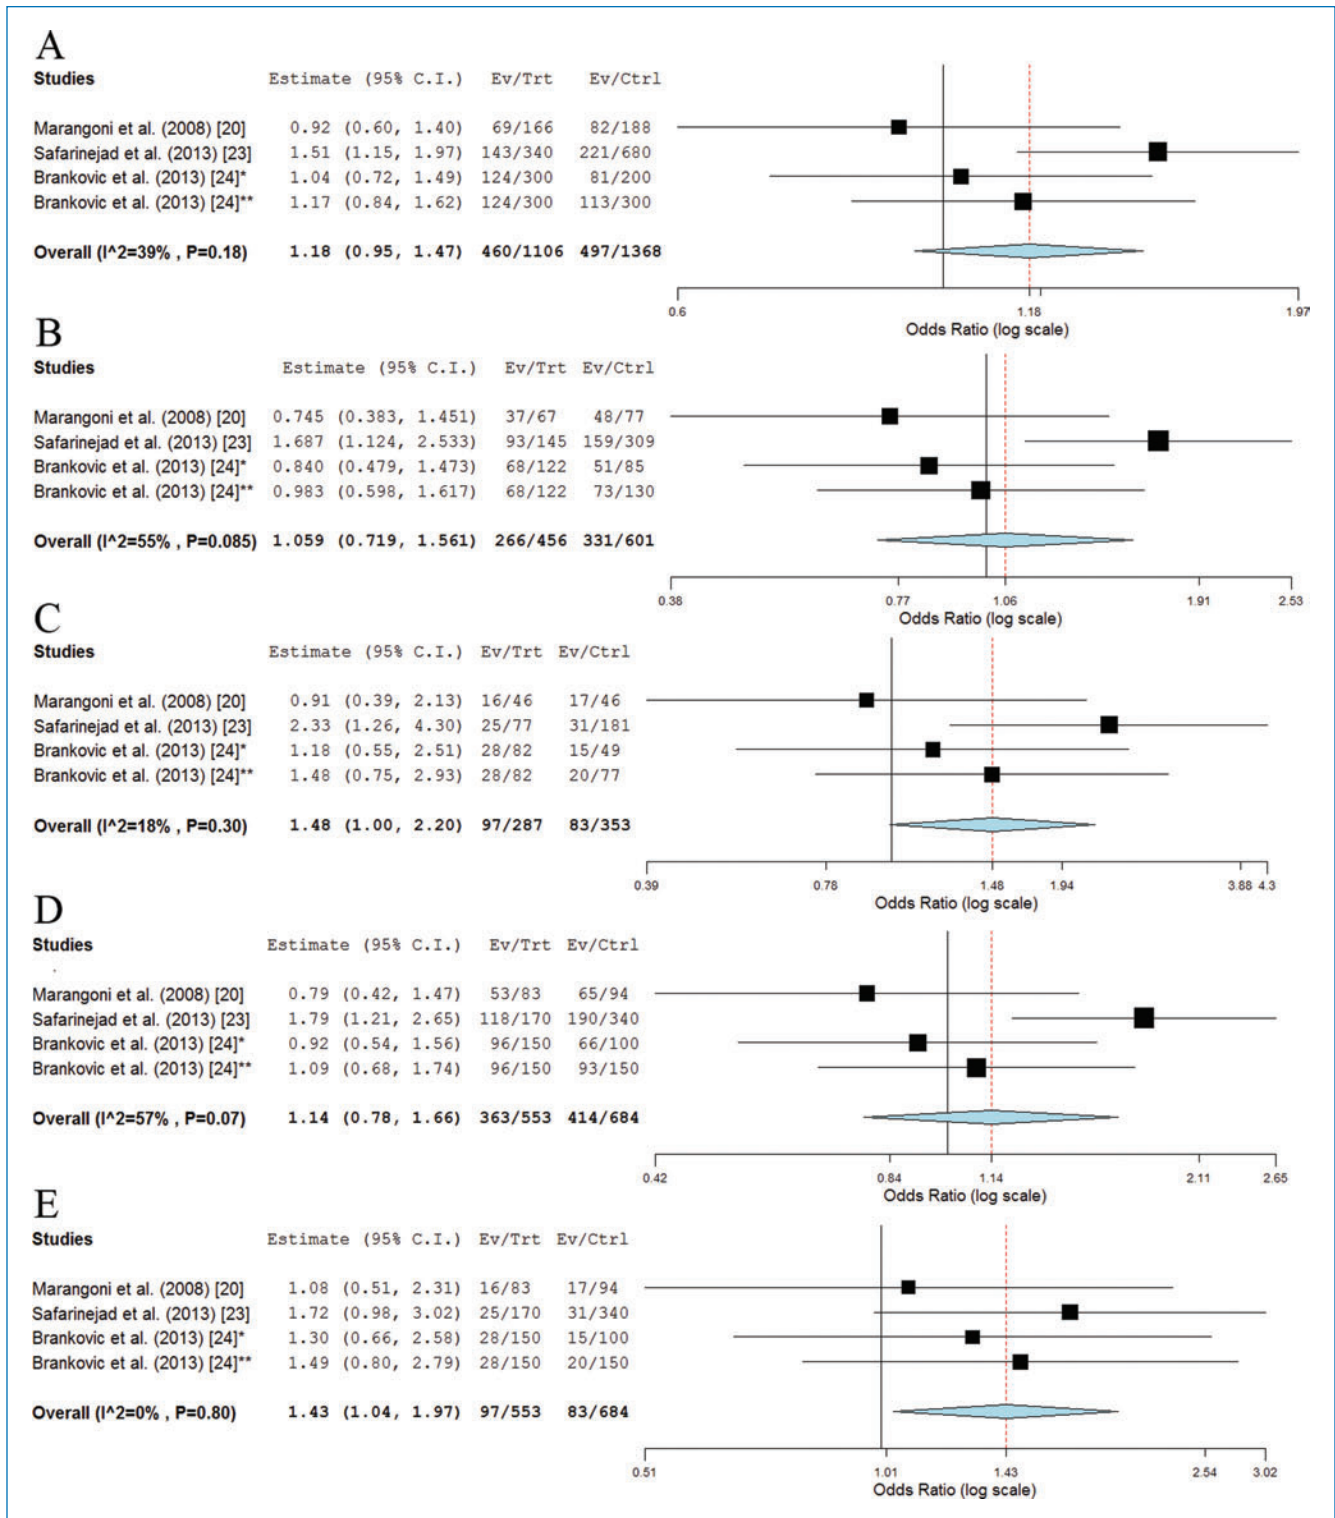 A
Studies Estimate (95% C.I.) Ev/Trt Ev/Ctrl
Marangoni et al. (2008) [20] 0.92 (0.60, 1.40) 69/166 82/188
Safarinejad et al. (2013) [23] 1.51 (1.15, 1.97) 143/340 221/680
Brankovic et al. (2013) [24]* 1.04 (0.72, 1.49) 124/300 81/200
Brankovic et al. (2013) [24]** 1.17 (0.84, 1.62) 124/300 113/300
Overall (I^2=39% , P=0.18) 1.18 (0.95, 1.47) 460/1106 497/1368
0.6 1.18 1.97
Odds Ratio (log scale)
B
Studies Estimate (95% C.I.) Ev/Trt Ev/Ctrl
Marangoni et al. (2008) [20] 0.745 (0.383, 1.451) 37/67 48/77
Safarinejad et al. (2013) [23] 1.687 (1.124, 2.533) 93/145 159/309
Brankovic et al. (2013) [24]* 0.840 (0.479, 1.473) 68/122 51/85
Brankovic et al. (2013) [24]** 0.983 (0.598, 1.617) 68/122 73/130
Overall (I^2=55% , P=0.085) 1.059 (0.719, 1.561) 266/456 331/601
0.38 0.77 1.06 1.91 2.53
Odds Ratio (log scale)
C
Studies Estimate (95% C.I.) Ev/Trt Ev/Ctrl
Marangoni et al. (2008) [20] 0.91 (0.39, 2.13) 16/46 17/46
Safarinejad et al. (2013) [23] 2.33 (1.26, 4.30) 25/77 31/181
Brankovic et al. (2013) [24]* 1.18 (0.55, 2.51) 28/82 15/49
Brankovic et al. (2013) [24]** 1.48 (0.75, 2.93) 28/82 20/77
Overall (I^2=18% , P=0.30) 1.48 (1.00, 2.20) 97/287 83/353
0.39 0.78 1.48 1.94 3.88 4.3
Odds Ratio (log scale)
D
Studies Estimate (95% C.I.) Ev/Trt Ev/Ctrl
Marangoni et al. (2008) [20] 0.79 (0.42, 1.47) 53/83 65/94
Safarinejad et al. (2013) [23] 1.79 (1.21, 2.65) 118/170 190/340
Brankovic et al. (2013) [24]* 0.92 (0.54, 1.56) 96/150 66/100
Brankovic et al. (2013) [24]** 1.09 (0.68, 1.74) 96/150 93/150
Overall (I^2=57% , P=0.07) 1.14 (0.78, 1.66) 363/553 414/684
0.42 0.84 1.14 2.11 2.65
Odds Ratio (log scale)
E
Studies Estimate (95% C.I.) Ev/Trt Ev/Ctrl
Marangoni et al. (2008) [20] 1.08 (0.51, 2.31) 16/83 17/94
Safarinejad et al. (2013) [23] 1.72 (0.98, 3.02) 25/170 31/340
Brankovic et al. (2013) [24]* 1.30 (0.66, 2.58) 28/150 15/100
Brankovic et al. (2013) [24]** 1.49 (0.80, 2.79) 28/150 20/150
Overall (I^2=0% , P=0.80) 1.43 (1.04, 1.97) 97/553 83/684
0.51 1.01 1.43 2.54 3.02
Odds Ratio (log scale)